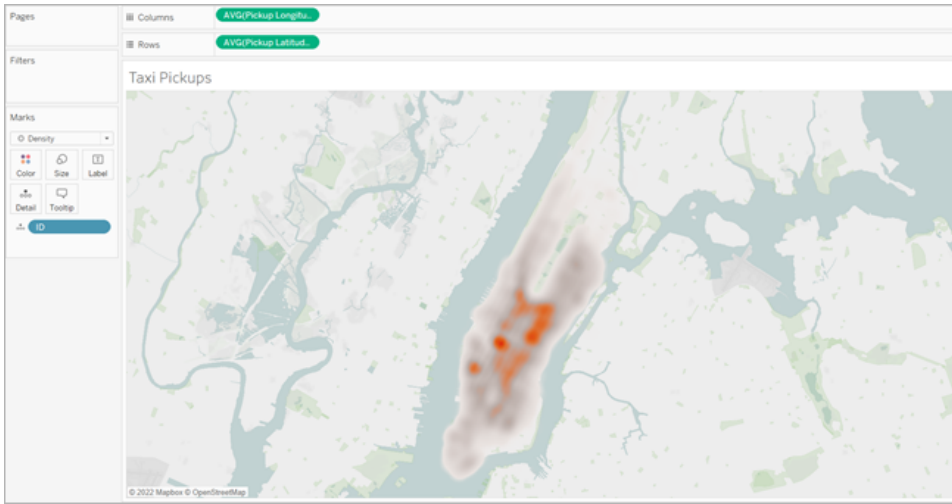 Pages
Columns
AVG(Pickup Longitu..
Rows
AVG(Pickup Latitud..
Filters
Taxi Pickups
Marks
Density
Color Size Label
Detail Tooltip
ID
© 2022 Mapbox © OpenStreetMap